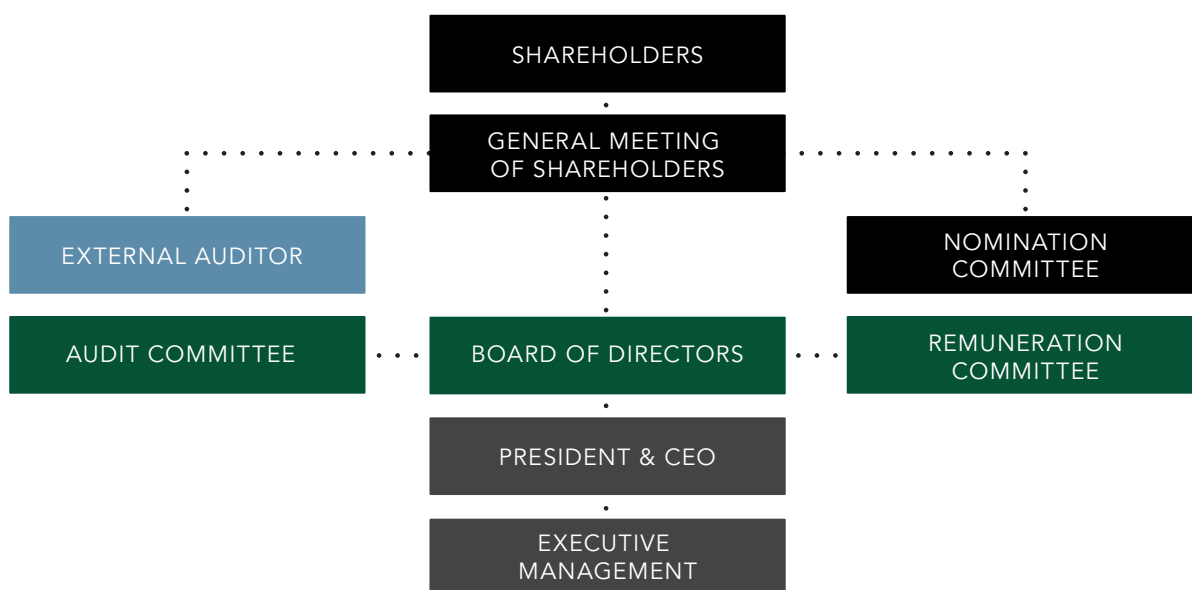 SHAREHOLDERS
GENERAL MEETING
OF SHAREHOLDERS
EXTERNAL AUDITOR
NOMINATION
COMMITTEE
AUDIT COMMITTEE
BOARD OF DIRECTORS
REMUNERATION
COMMITTEE
PRESIDENT & CEO
EXECUTIVE
MANAGEMENT